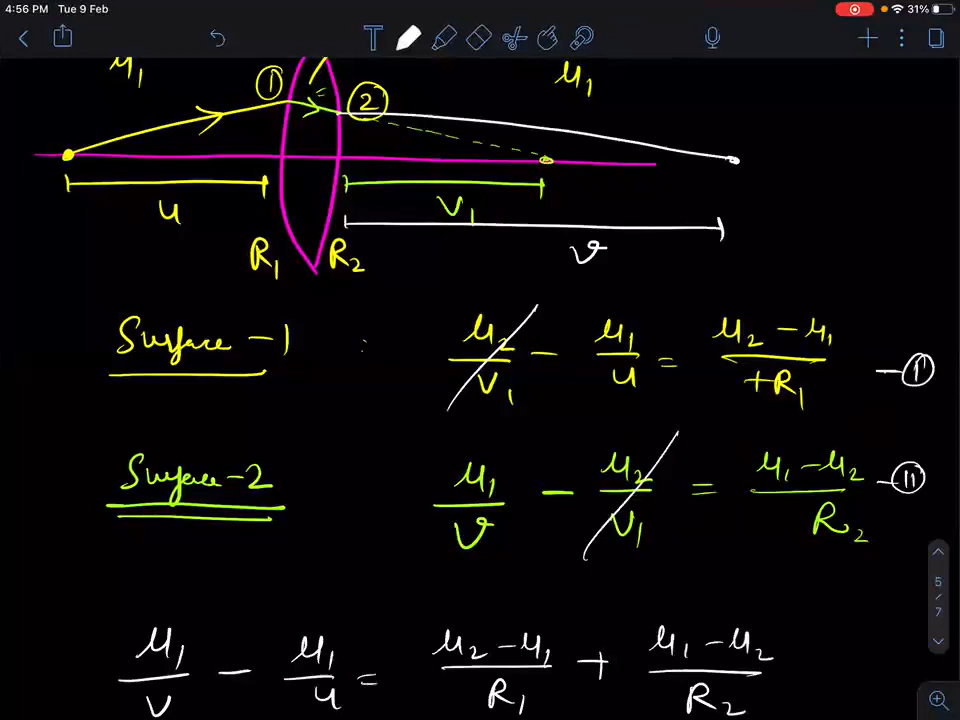 4:56 PM Tue 9 Feb 31%
μ₁ μ₁
① ②
u v₁
v
R₁ R₂
Surface-1 : μ₂/v₁ - μ₁/u = (μ₂ - μ₁)/+R₁ -Ⓘ
Surface-2 μ₁/v - μ₂/v₁ = (μ₁ - μ₂)/R₂ -(II)
5/7
μ₁/v - μ₁/u = (μ₂ - μ₁)/R₁ + (μ₁ - μ₂)/R₂